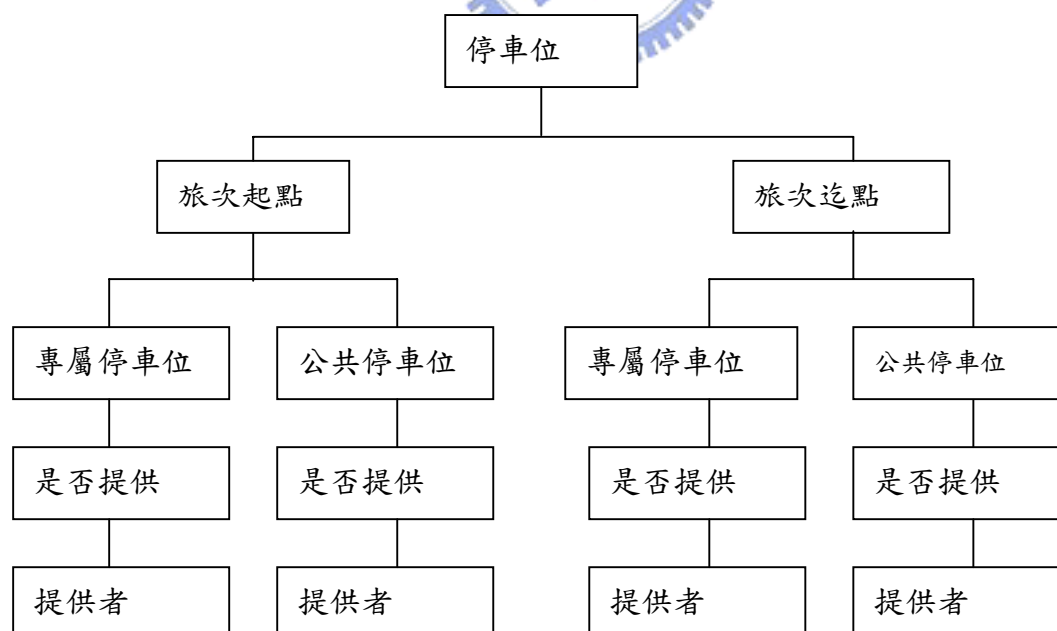 停車位
旅次起點
旅次迄點
專屬停車位
公共停車位
專屬停車位
公共停車位
是否提供
是否提供
是否提供
是否提供
提供者
提供者
提供者
提供者